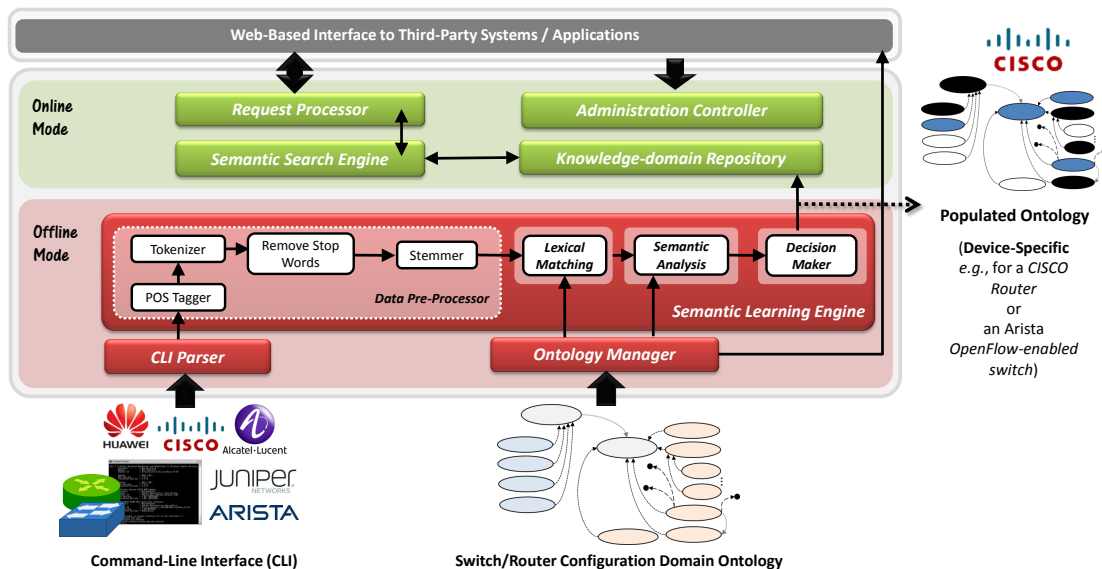 Web-Based Interface to Third-Party Systems / Applications
CISCO
Online
Mode
Request Processor
Administration Controller
Semantic Search Engine
Knowledge-domain Repository
Offline
Mode
Tokenizer
Remove Stop
Words
Stemmer
Lexical
Matching
Semantic
Analysis
Decision
Maker
POS Tagger
Data Pre-Processor
Semantic Learning Engine
CLI Parser
Ontology Manager
Populated Ontology
(Device-Specific
e.g., for a CISCO
Router
or
an Arista
OpenFlow-enabled
switch)
HUAWEI
CISCO
Alcatel·Lucent
JUNIPER
NETWORKS
ARISTA
Command-Line Interface (CLI)
Switch/Router Configuration Domain Ontology